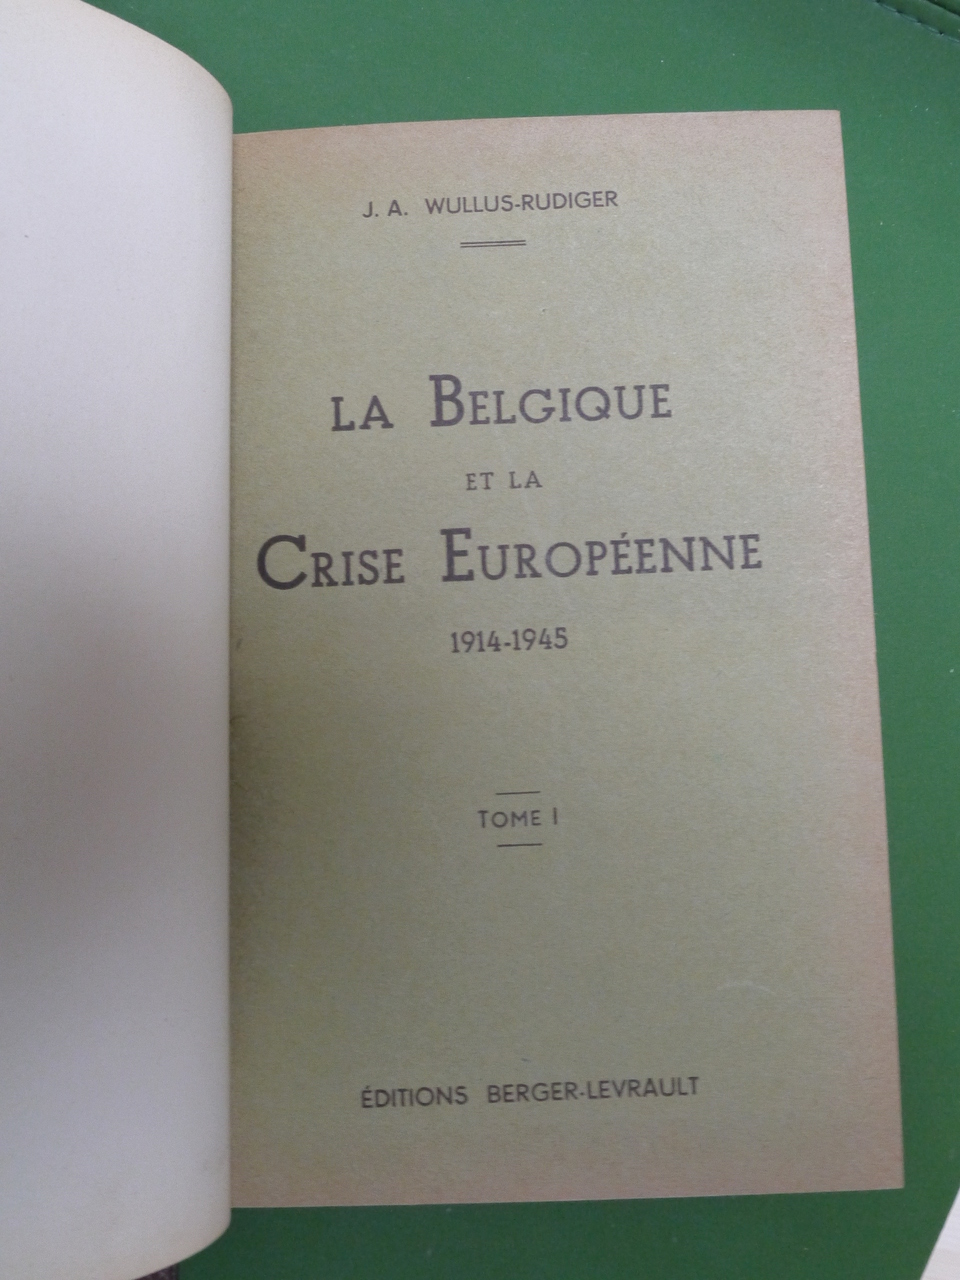 J. A. WULLUS-RUDIGER
LA BELGIQUE
ET LA
CRISE EUROPÉENNE
1914-1945
TOME I
ÉDITIONS BERGER-LEVRAULT